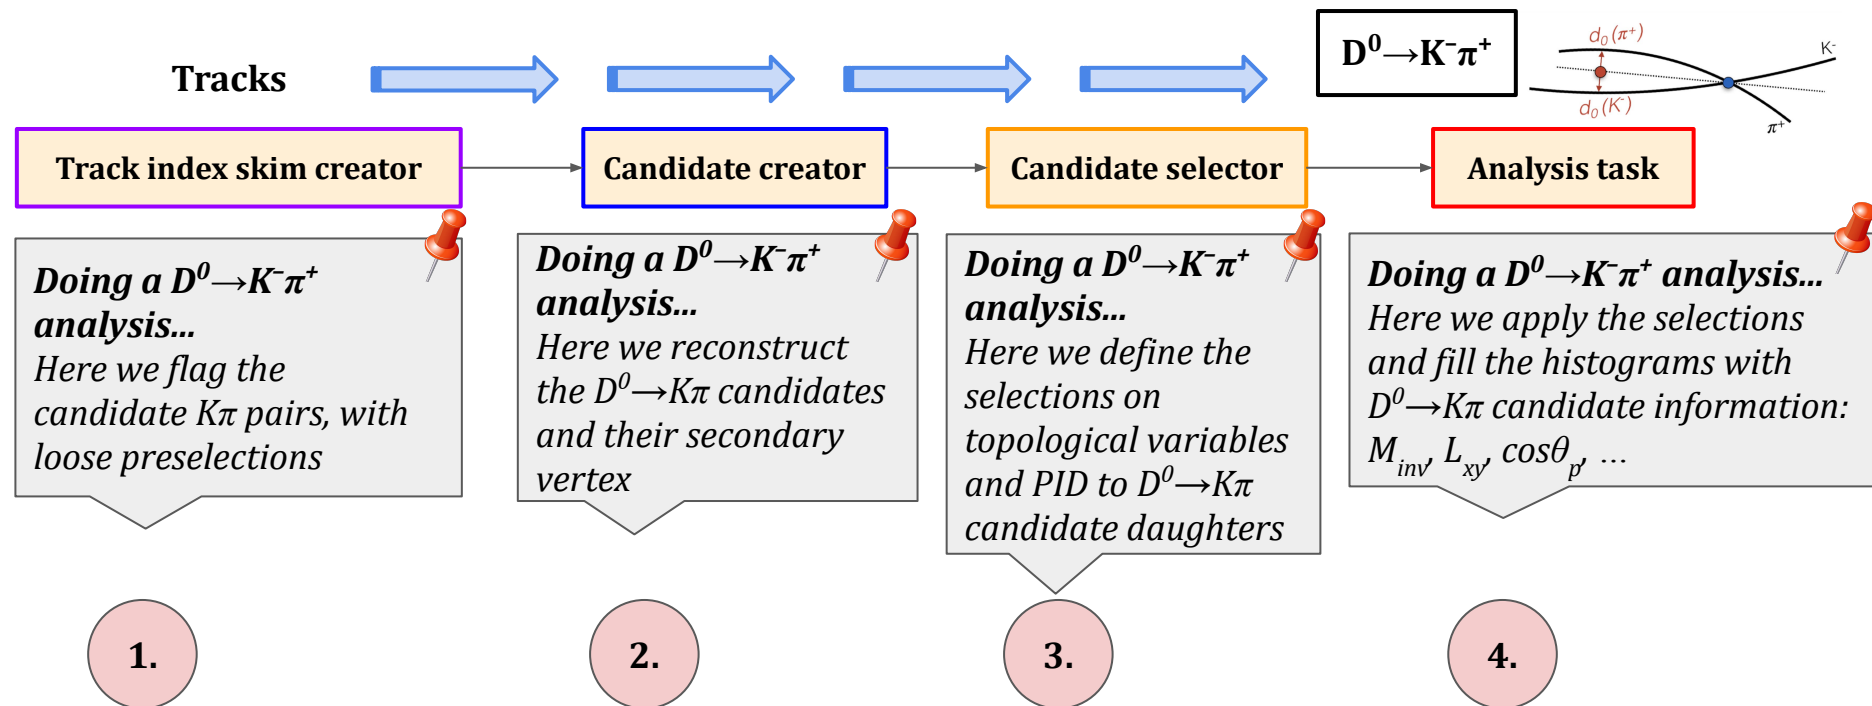 Tracks
D⁰→K⁻π⁺
d₀(π⁺)
K⁻
d₀(K⁻)
π⁺
Track index skim creator
Candidate creator
Candidate selector
Analysis task
Doing a D⁰→K⁻π⁺
analysis...
Here we flag the
candidate Kπ pairs, with
loose preselections
Doing a D⁰→K⁻π⁺
analysis...
Here we reconstruct
the D⁰→Kπ candidates
and their secondary
vertex
Doing a D⁰→K⁻π⁺
analysis...
Here we define the
selections on
topological variables
and PID to D⁰→Kπ
candidate daughters
Doing a D⁰→K⁻π⁺ analysis...
Here we apply the selections
and fill the histograms with
D⁰→Kπ candidate information:
M_inv, L_xy, cosθ_p, ...
1.
2.
3.
4.